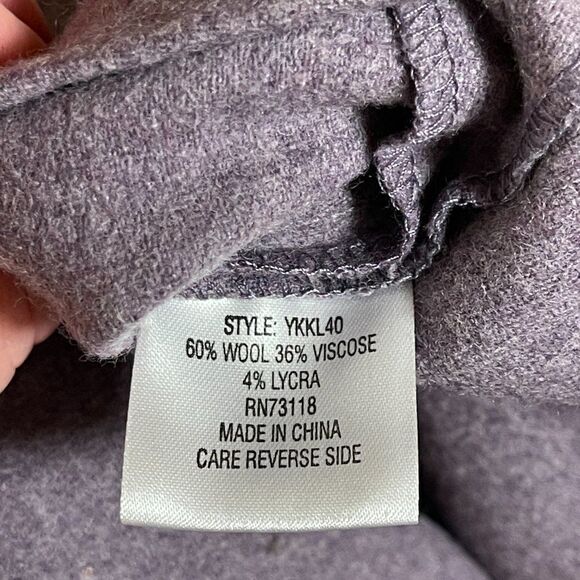 STYLE: YKKL40
60% WOOL 36% VISCOSE
4% LYCRA
RN73118
MADE IN CHINA
CARE REVERSE SIDE